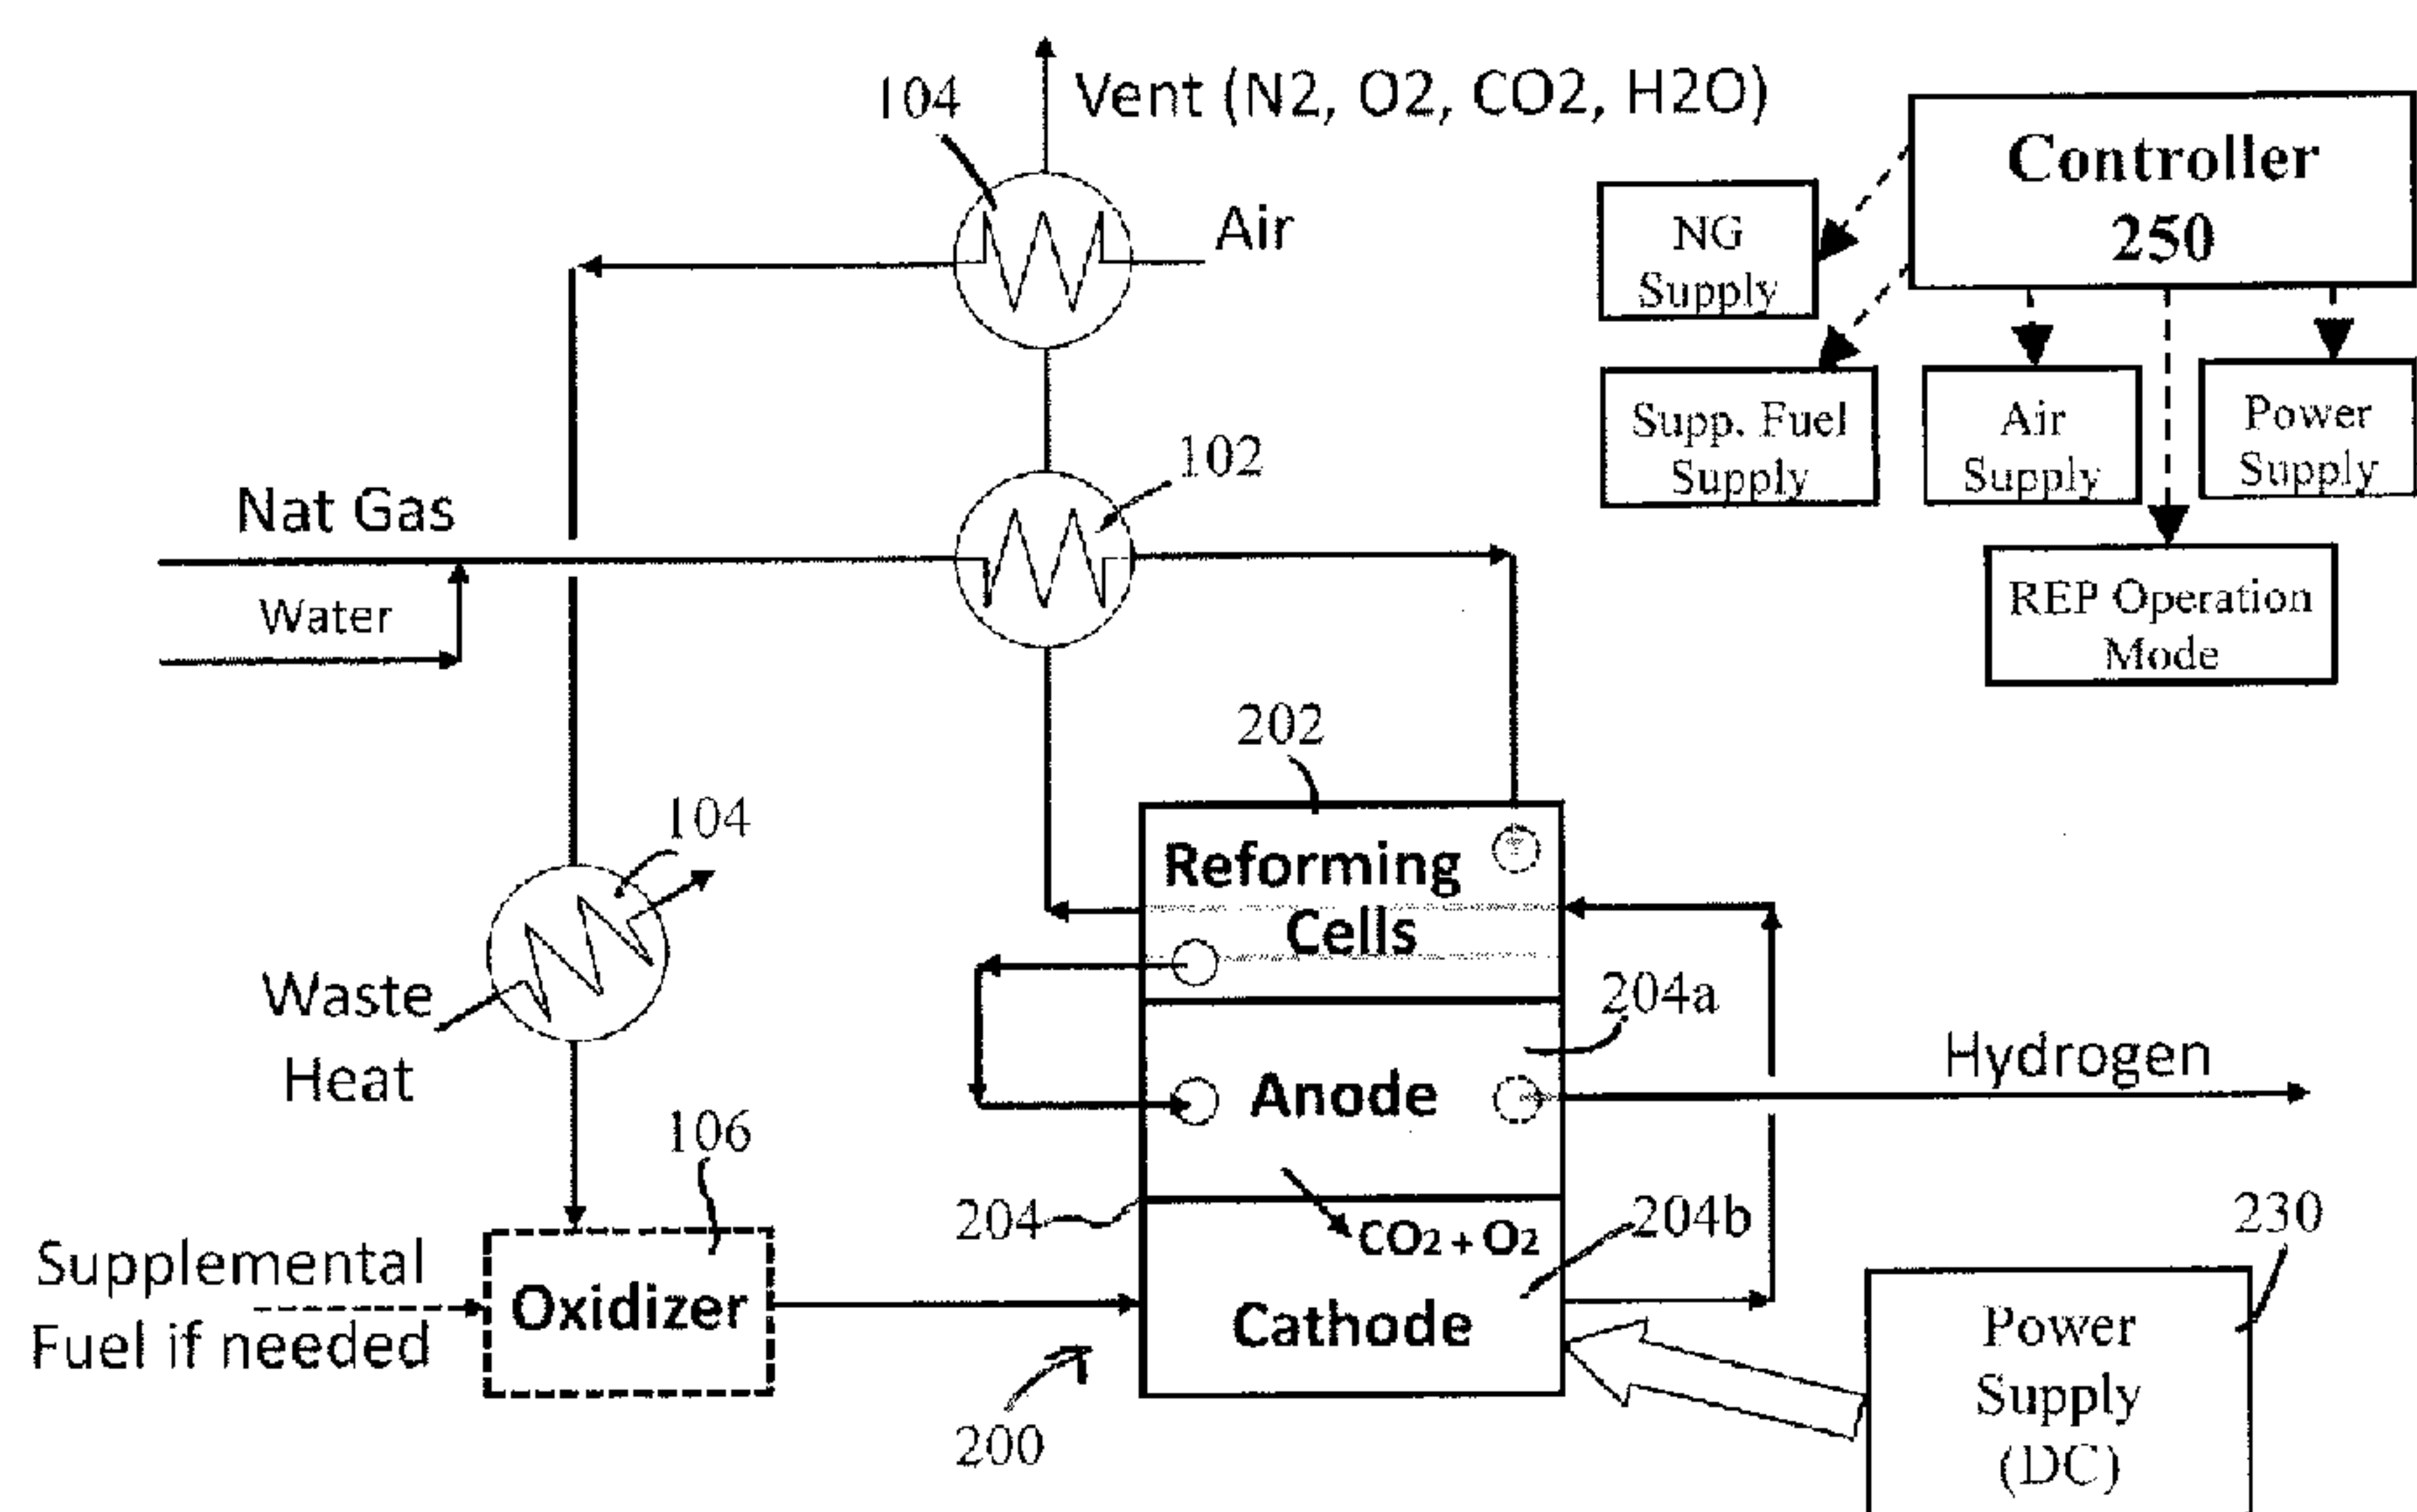 104
Vent (N2, O2, CO2, H2O)
Air
Controller
250
NG
Supply
Supp. Fuel
Supply
Air
Supply
Power
Supply
REP Operation
Mode
102
Nat Gas
Water
202
104
Reforming
Cells
Waste
Heat
204a
Anode
Hydrogen
106
204
CO2 + O2
204b
230
Supplemental
Fuel if needed
Oxidizer
Cathode
200
Power
Supply
(DC)